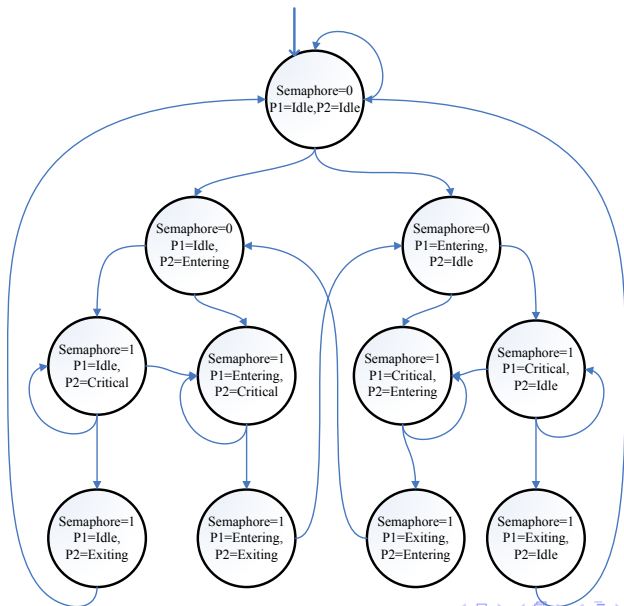 Semaphore=0
P1=Idle,P2=Idle
Semaphore=0
P1=Idle,
P2=Entering
Semaphore=0
P1=Entering,
P2=Idle
Semaphore=1
P1=Idle,
P2=Critical
Semaphore=1
P1=Entering,
P2=Critical
Semaphore=1
P1=Critical,
P2=Entering
Semaphore=1
P1=Critical,
P2=Idle
Semaphore=1
P1=Idle,
P2=Exiting
Semaphore=1
P1=Entering,
P2=Exiting
Semaphore=1
P1=Exiting,
P2=Entering
Semaphore=1
P1=Exiting,
P2=Idle